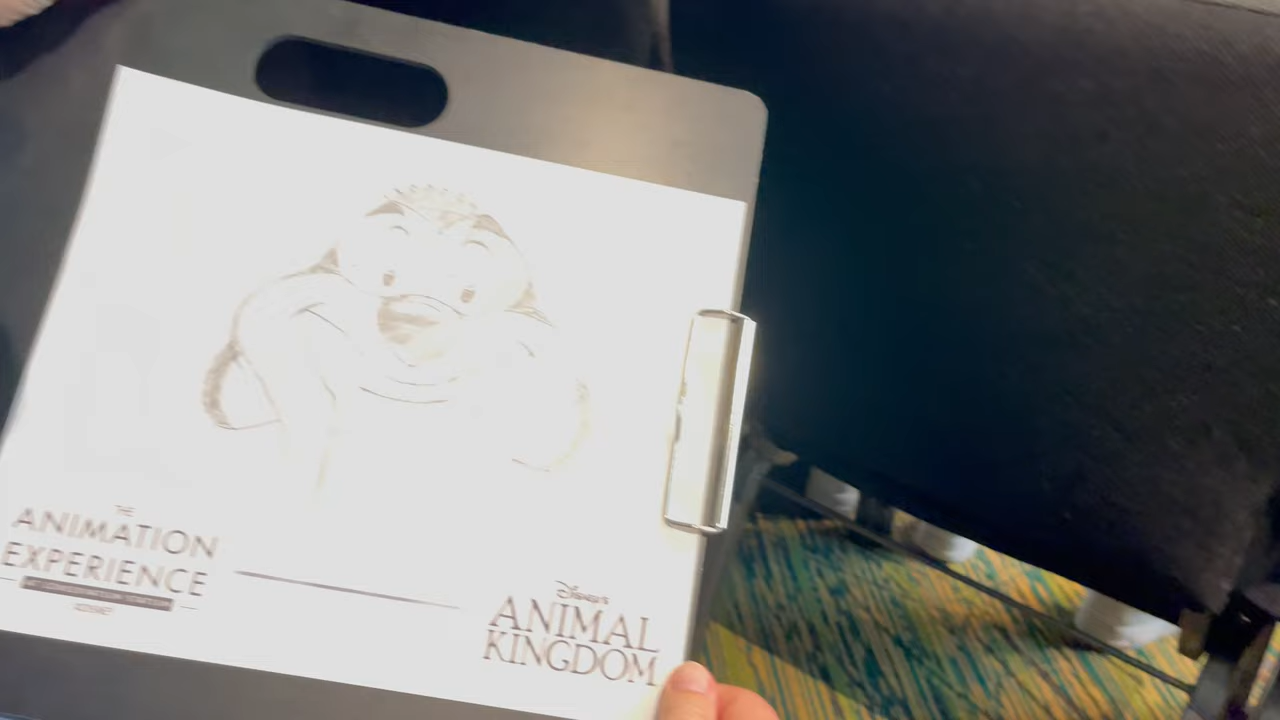 THE
ANIMATION
EXPERIENCE
Disney's
ANIMAL
KINGDOM